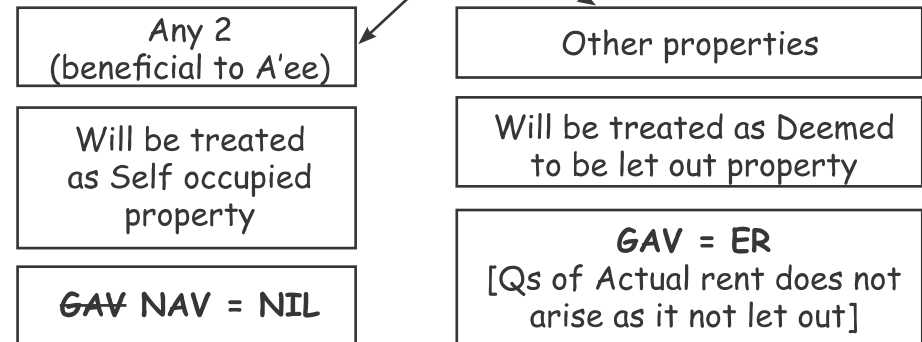 Any 2
(beneficial to A'ee)
Will be treated
as Self occupied
property
GAV NAV = NIL
Other properties
Will be treated as Deemed
to be let out property
GAV = ER
[Qs of Actual rent does not
arise as it not let out]